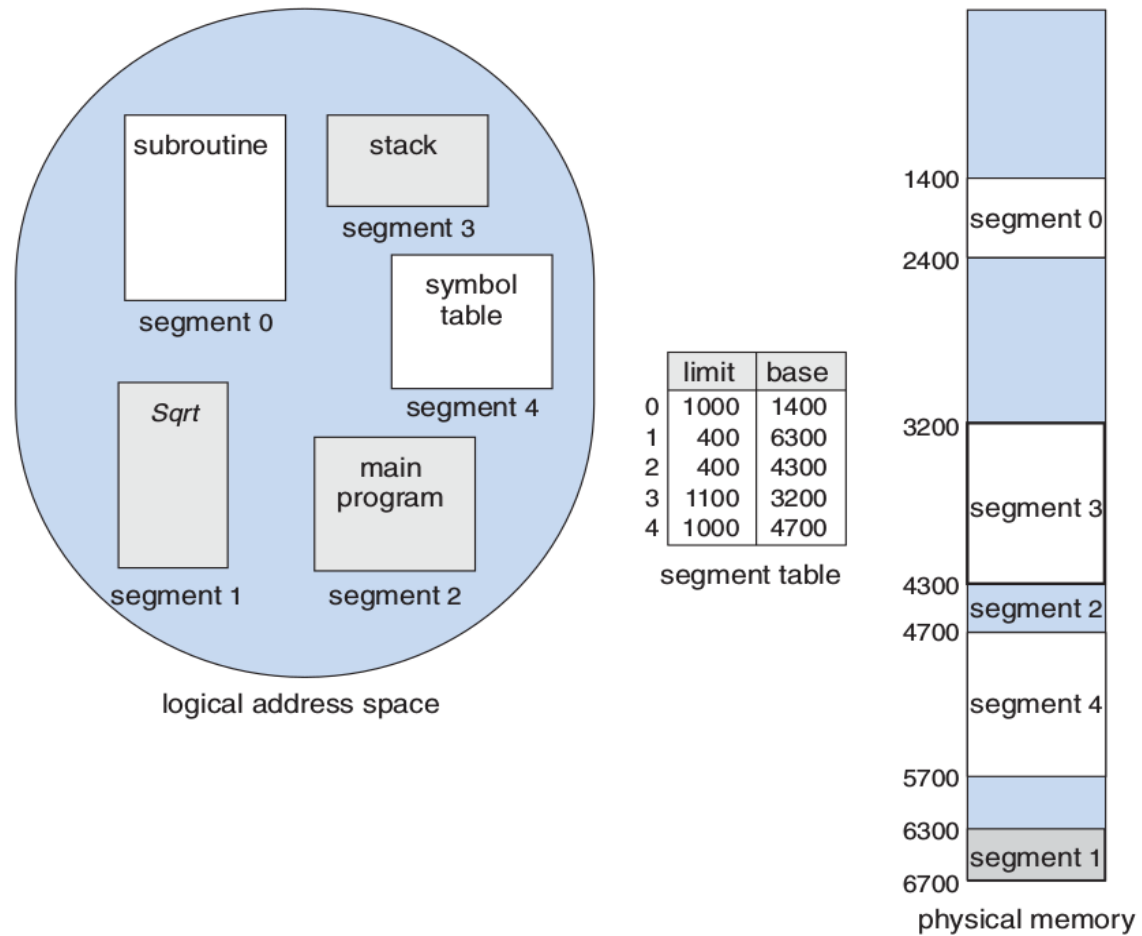 subroutine
segment 0
stack
segment 3
symbol
table
segment 4
Sqrt
segment 1
main
program
segment 2
logical address space
limit base
0 1000 1400
1 400 6300
2 400 4300
3 1100 3200
4 1000 4700
segment table
1400
segment 0
2400
3200
segment 3
4300
segment 2
4700
segment 4
5700
6300
segment 1
6700
physical memory